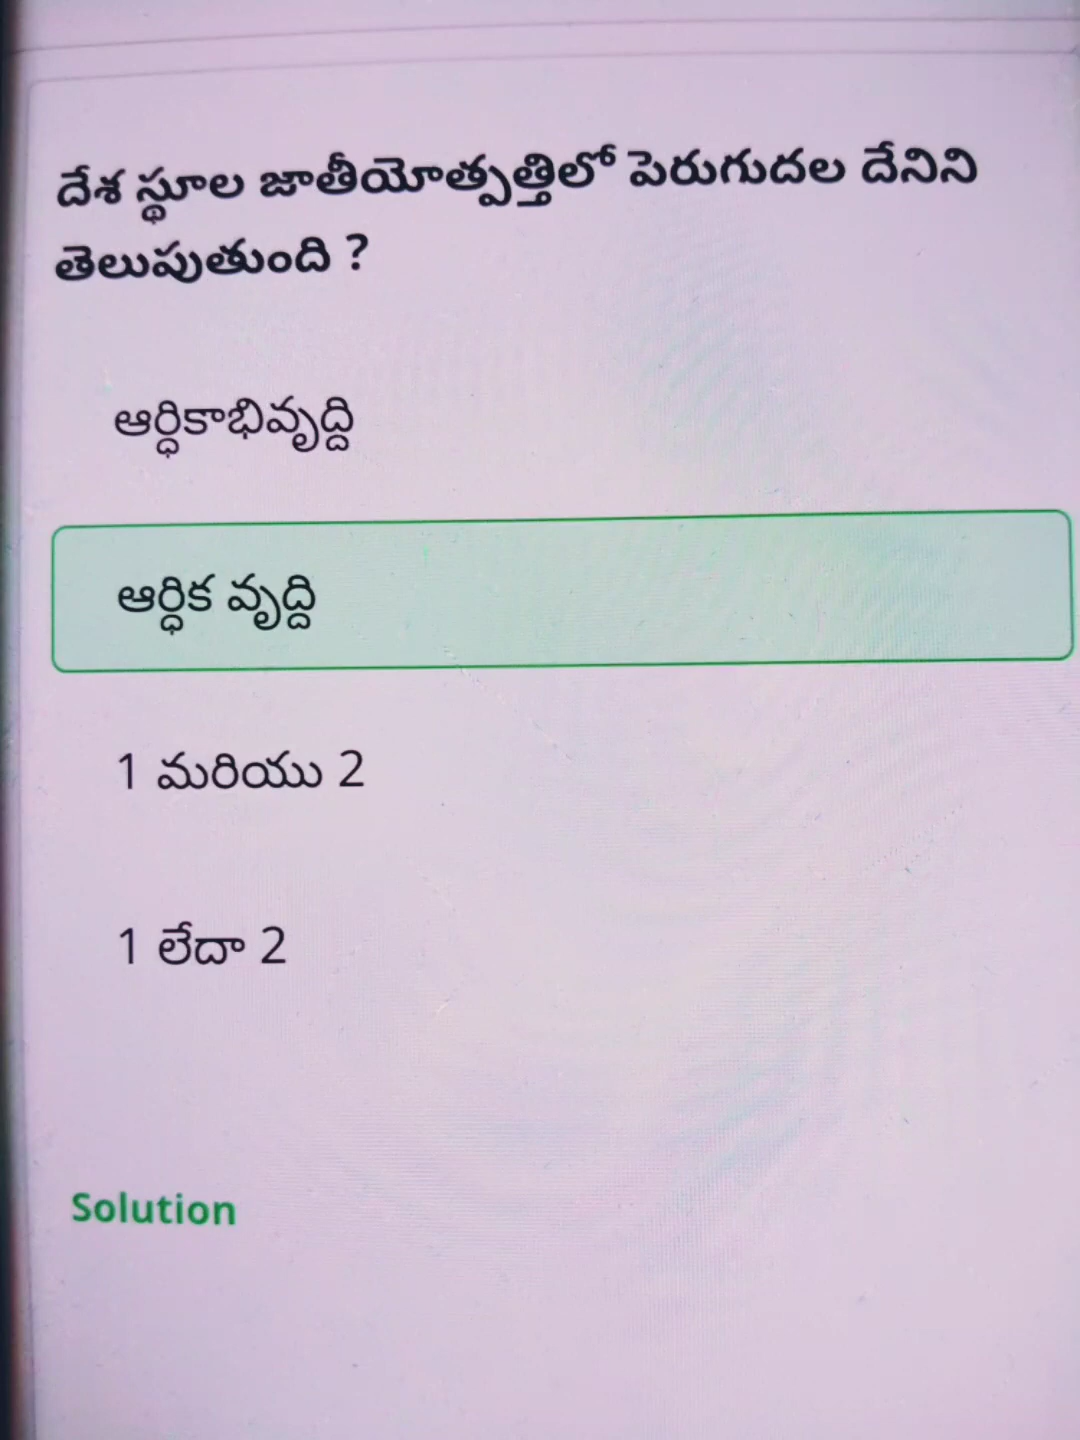 దేశ స్థూల జాతీయోత్పత్తిలో పెరుగుదల దేనిని
తెలుపుతుంది ?
ఆర్ధికాభివృద్ది
ఆర్ధిక వృద్ది
1 మరియు 2
1 లేదా 2
Solution